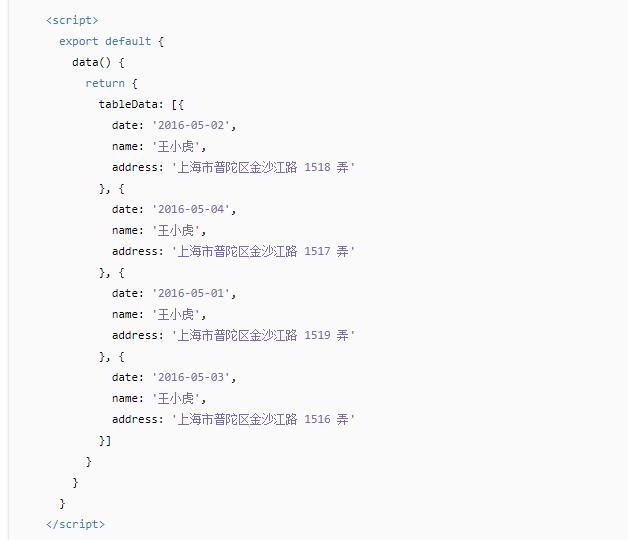 <script>
export default {
data() {
return {
tableData: [{
date: '2016-05-02',
name: '王小虎',
address: '上海市普陀区金沙江路 1518 弄'
}, {
date: '2016-05-04',
name: '王小虎',
address: '上海市普陀区金沙江路 1517 弄'
}, {
date: '2016-05-01',
name: '王小虎',
address: '上海市普陀区金沙江路 1519 弄'
}, {
date: '2016-05-03',
name: '王小虎',
address: '上海市普陀区金沙江路 1516 弄'
}]
}
}
}
</script>